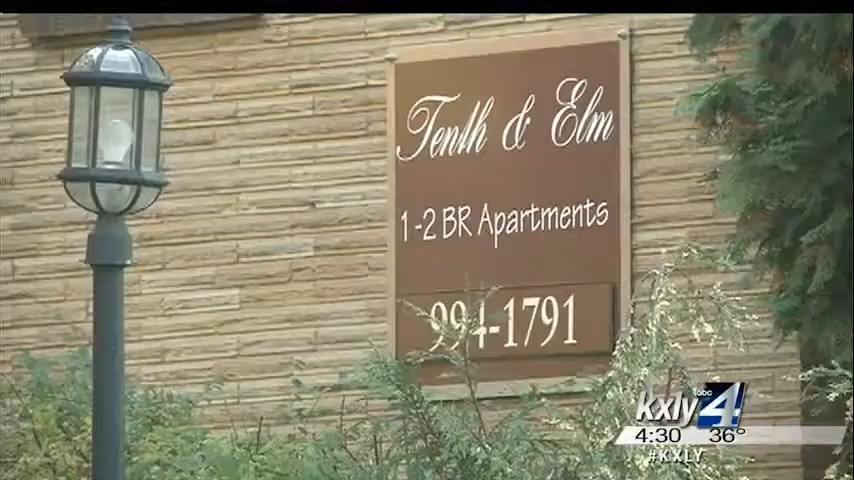 Tenth & Elm
1-2 BR Apartments
994-1791
abc
kxly 4
4:30 36°
#KXLY